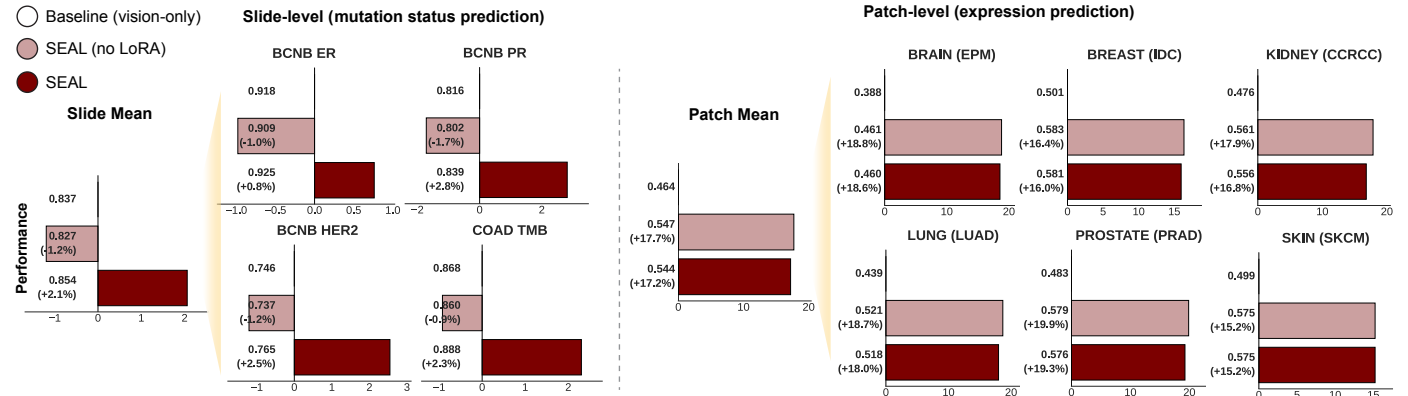 Baseline (vision-only)
SEAL (no LoRA)
SEAL
Slide-level (mutation status prediction)
Patch-level (expression prediction)
Performance
Slide Mean
0.837
0.827
(-1.2%)
0.854
(+2.1%)
−1 0 1 2
BCNB ER
0.918
0.909
(-1.0%)
0.925
(+0.8%)
−1.0 0.0 0.5 1.0
BCNB PR
0.816
0.802
(-1.7%)
0.839
(+2.8%)
−2 0 2
BCNB HER2
0.746
0.737
(-1.2%)
0.765
(+2.5%)
−1 0 1 2 3
COAD TMB
0.868
0.860
(-0.9%)
0.888
(+2.3%)
−1 0 1 2
Patch Mean
0.464
0.547
(+17.7%)
0.544
(+17.2%)
0 10 20
BRAIN (EPM)
0.388
0.461
(+18.8%)
0.460
(+18.6%)
0 10 20
BREAST (IDC)
0.501
0.583
(+16.4%)
0.581
(+16.0%)
0 5 10 15
KIDNEY (CCRCC)
0.476
0.561
(+17.9%)
0.556
(+16.8%)
0 10 20
LUNG (LUAD)
0.439
0.521
(+18.7%)
0.518
(+18.0%)
0 10 20
PROSTATE (PRAD)
0.483
0.579
(+19.9%)
0.576
(+19.3%)
0 10 20
SKIN (SKCM)
0.499
0.575
(+15.2%)
0.575
(+15.2%)
0 5 10 15